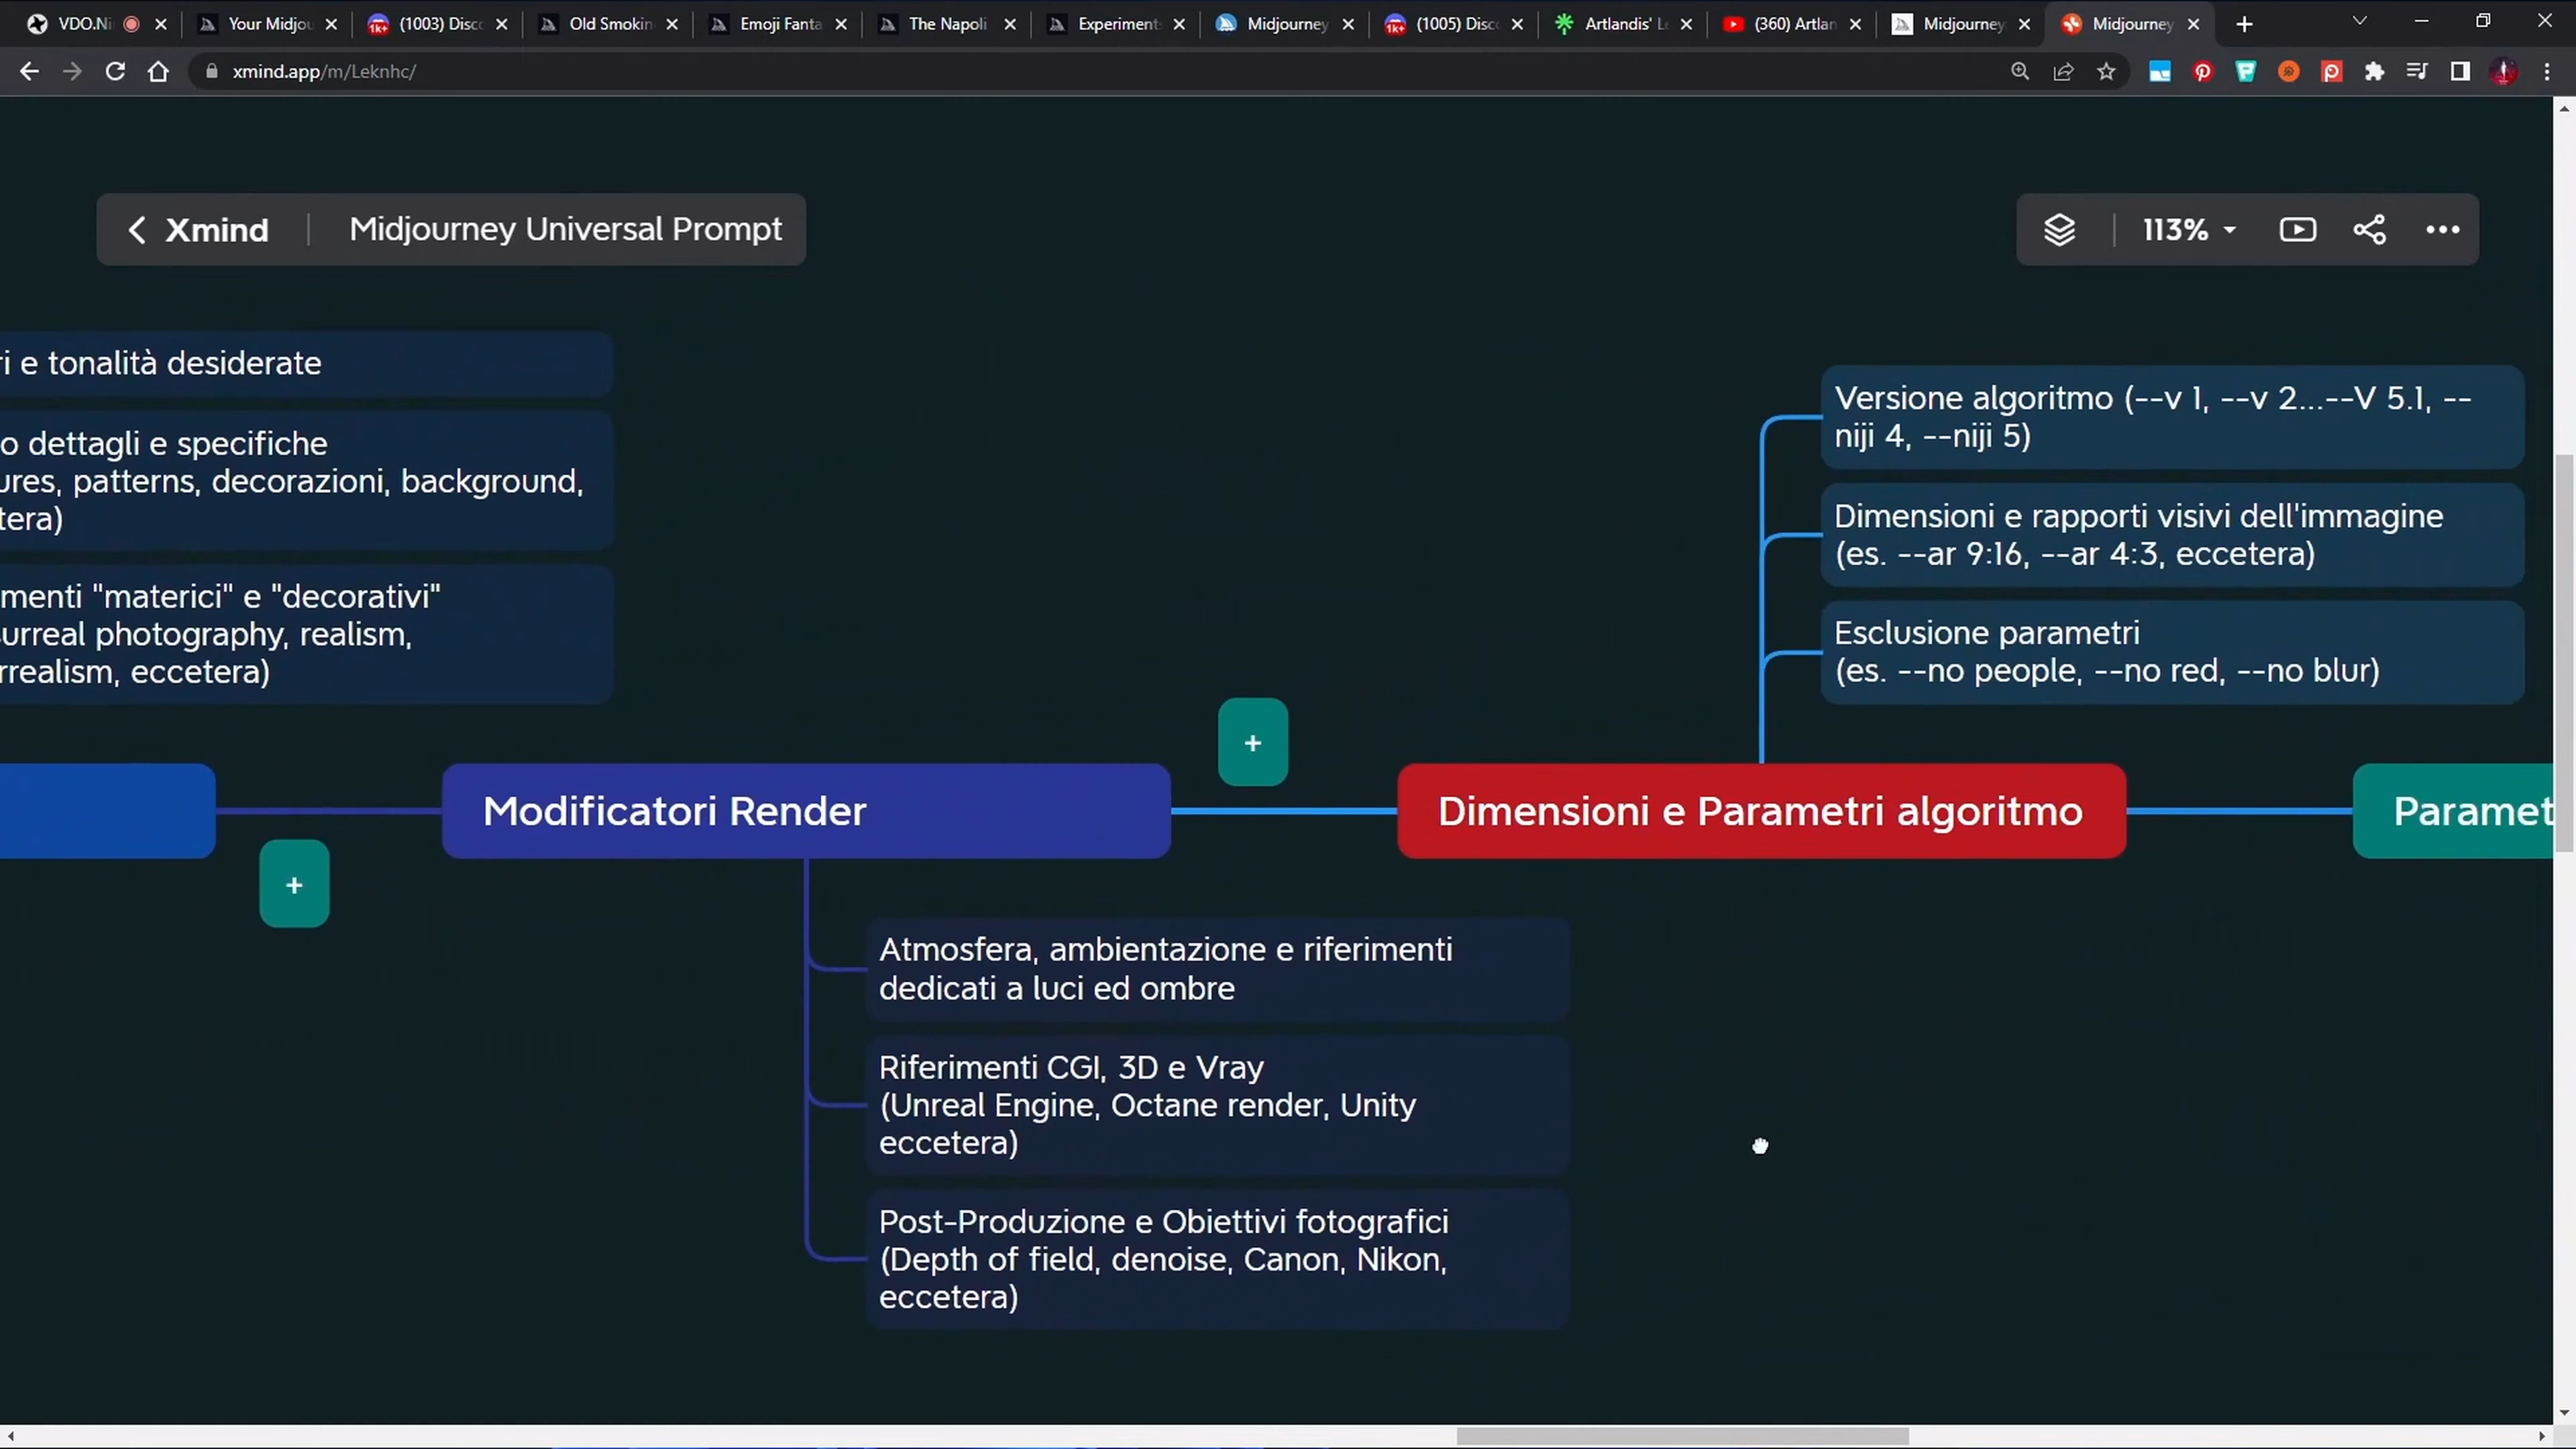 VDO.Ni
Your Midjou
(1003) Disc
Old Smokin
Emoji Fanta
The Napoli
Experiment
Midjourney
(1005) Disc
Artlandis' L
(360) Artlan
Midjourney
Midjourney
xmind.app/m/Leknhc/
Xmind
Midjourney Universal Prompt
113%
ri e tonalità desiderate
o dettagli e specifiche
ures, patterns, decorazioni, background,
tera)
menti "materici" e "decorativi"
surreal photography, realism,
rrealism, eccetera)
Versione algoritmo (--v 1, --v 2...--V 5.1, --
niji 4, --niji 5)
Dimensioni e rapporti visivi dell'immagine
(es. --ar 9:16, --ar 4:3, eccetera)
Esclusione parametri
(es. --no people, --no red, --no blur)
+
+
Modificatori Render
Dimensioni e Parametri algoritmo
Paramet
Atmosfera, ambientazione e riferimenti
dedicati a luci ed ombre
Riferimenti CGI, 3D e Vray
(Unreal Engine, Octane render, Unity
eccetera)
Post-Produzione e Obiettivi fotografici
(Depth of field, denoise, Canon, Nikon,
eccetera)